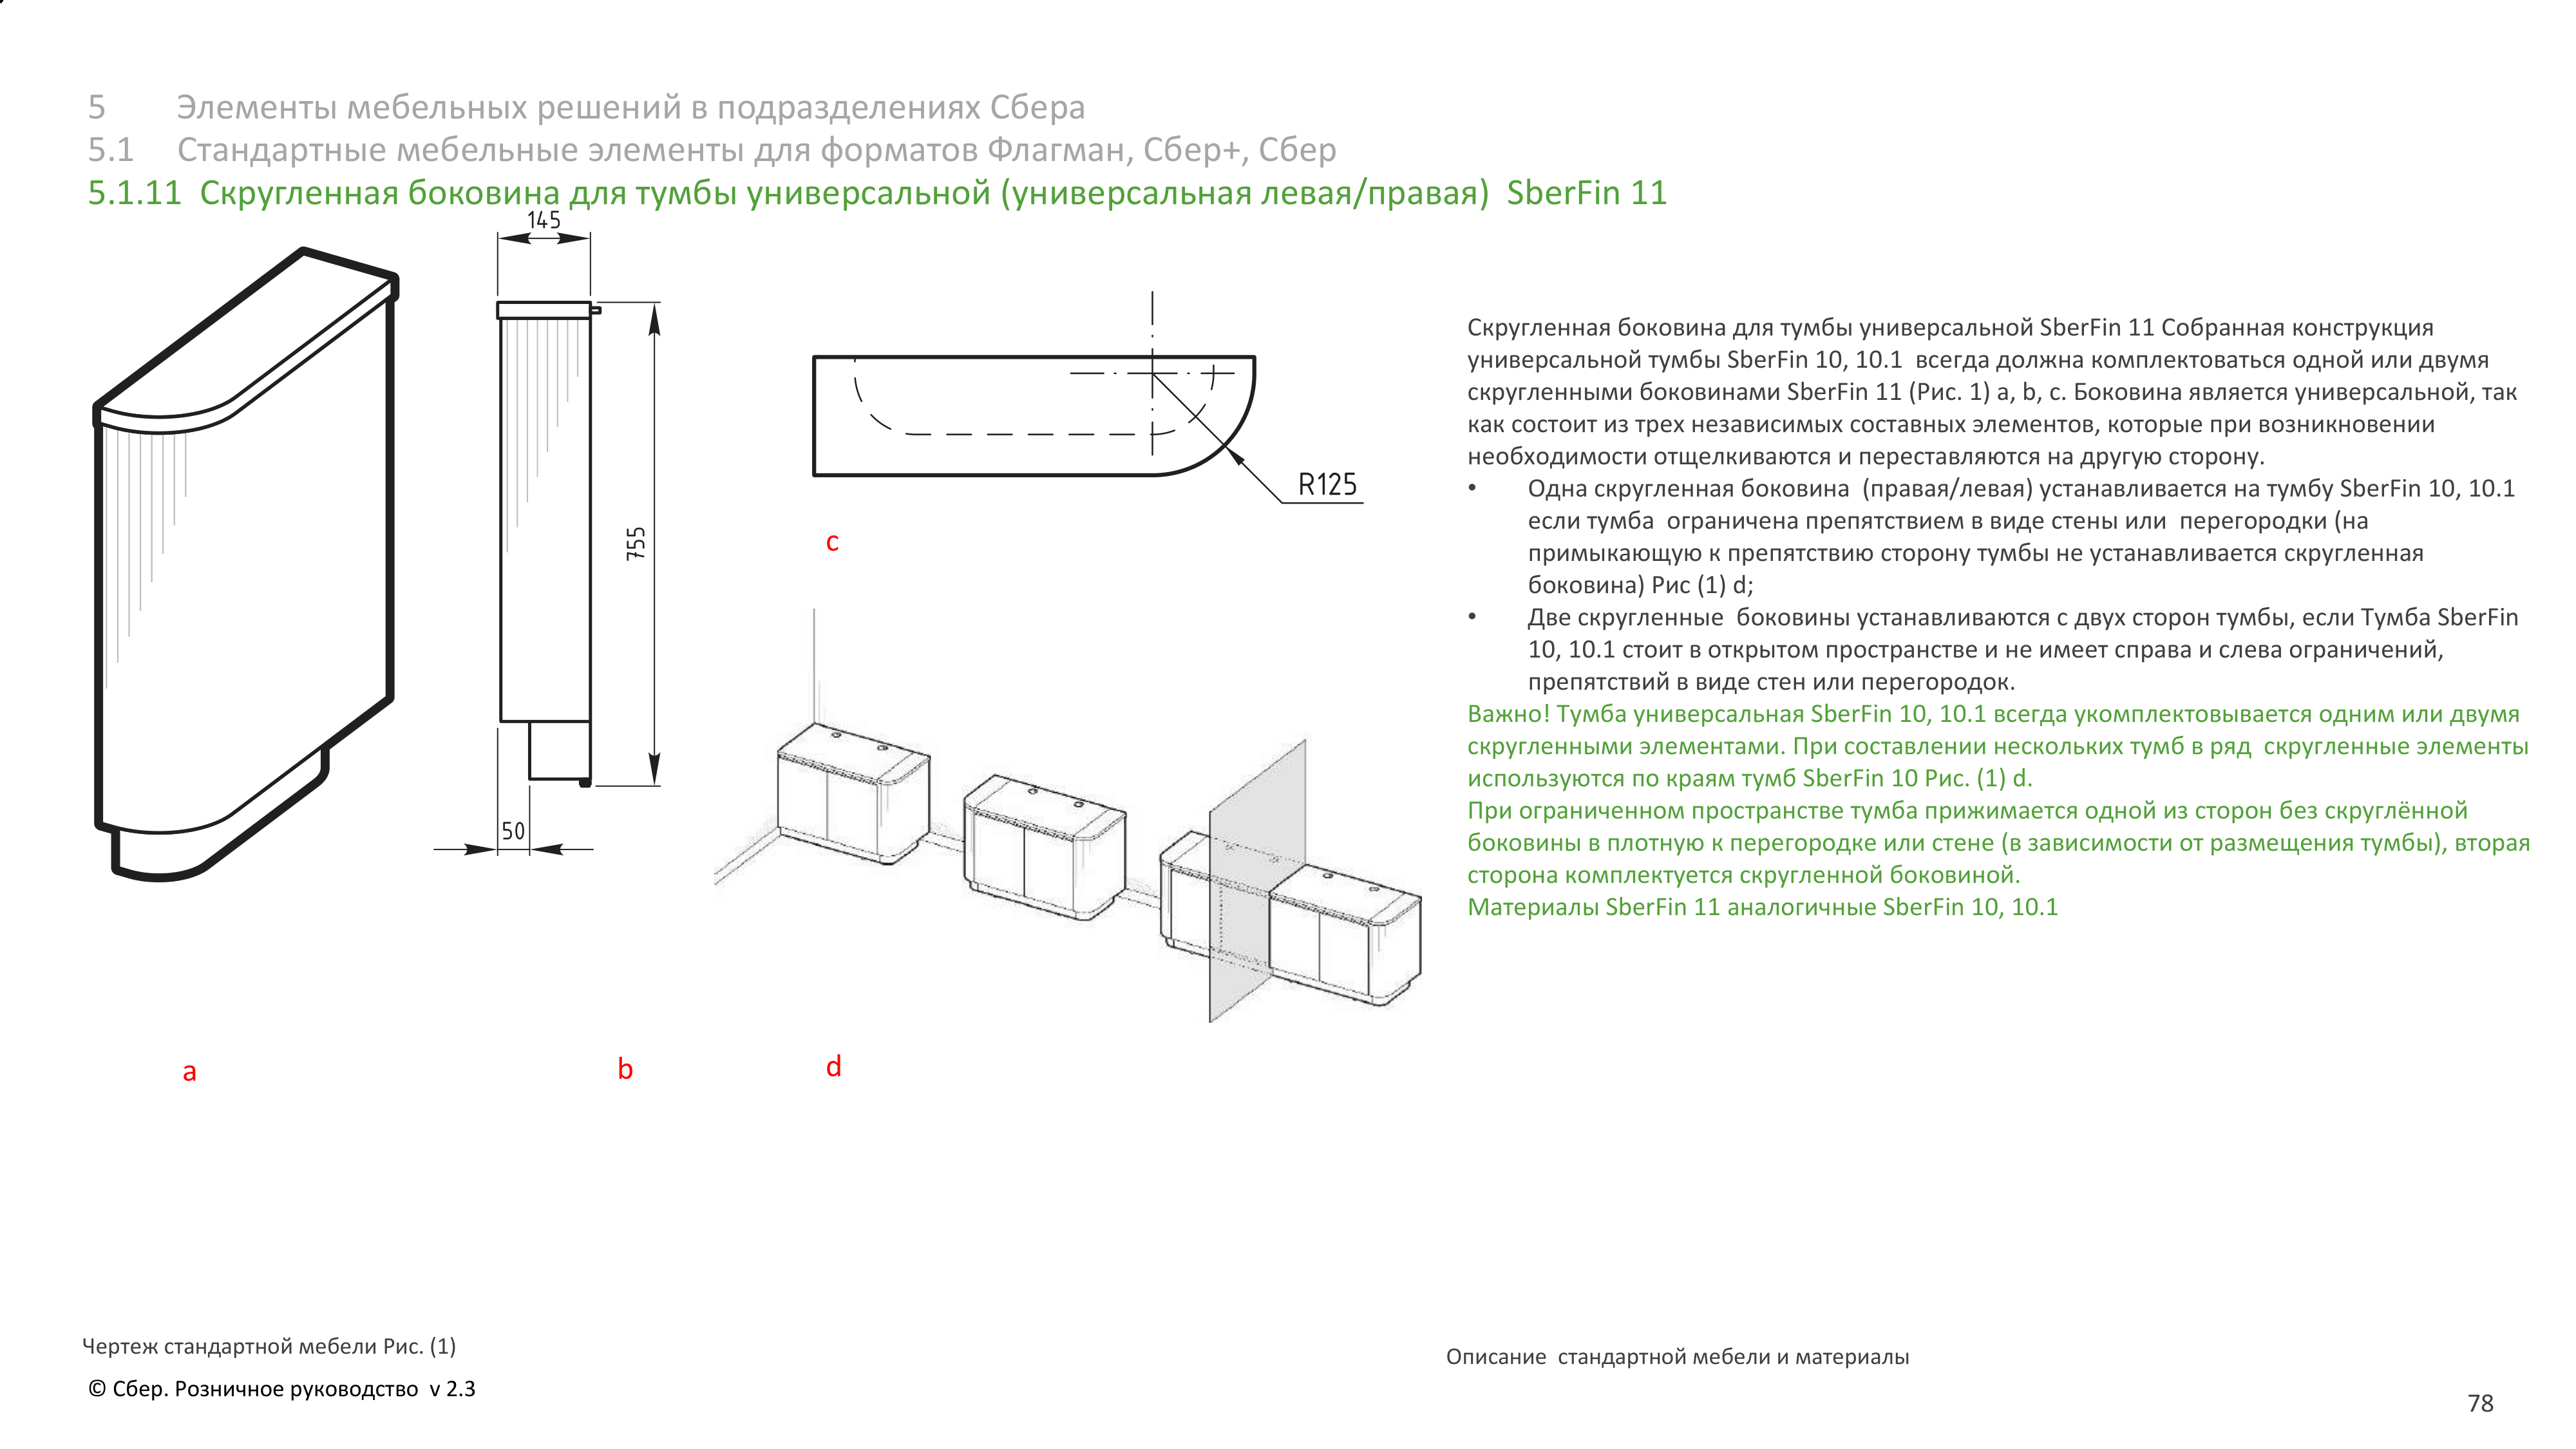 5 Элементы мебельных решений в подразделениях Сбера
5.1 Стандартные мебельные элементы для форматов Флагман, Сбер+, Сбер
5.1.11 Скругленная боковина для тумбы универсальной (универсальная левая/правая) SberFin 11
145
755
50
R125
c
a
b
d
Скругленная боковина для тумбы универсальной SberFin 11 Собранная конструкция
универсальной тумбы SberFin 10, 10.1 всегда должна комплектоваться одной или двумя
скругленными боковинами SberFin 11 (Рис. 1) a, b, c. Боковина является универсальной, так
как состоит из трех независимых составных элементов, которые при возникновении
необходимости отщелкиваются и переставляются на другую сторону.
• Одна скругленная боковина (правая/левая) устанавливается на тумбу SberFin 10, 10.1
если тумба ограничена препятствием в виде стены или перегородки (на
примыкающую к препятствию сторону тумбы не устанавливается скругленная
боковина) Рис (1) d;
• Две скругленные боковины устанавливаются с двух сторон тумбы, если Тумба SberFin
10, 10.1 стоит в открытом пространстве и не имеет справа и слева ограничений,
препятствий в виде стен или перегородок.
Важно! Тумба универсальная SberFin 10, 10.1 всегда укомплектовывается одним или двумя
скругленными элементами. При составлении нескольких тумб в ряд скругленные элементы
используются по краям тумб SberFin 10 Рис. (1) d.
При ограниченном пространстве тумба прижимается одной из сторон без скруглённой
боковины в плотную к перегородке или стене (в зависимости от размещения тумбы), вторая
сторона комплектуется скругленной боковиной.
Материалы SberFin 11 аналогичные SberFin 10, 10.1
Чертеж стандартной мебели Рис. (1)
Описание стандартной мебели и материалы
© Сбер. Розничное руководство v 2.3
78